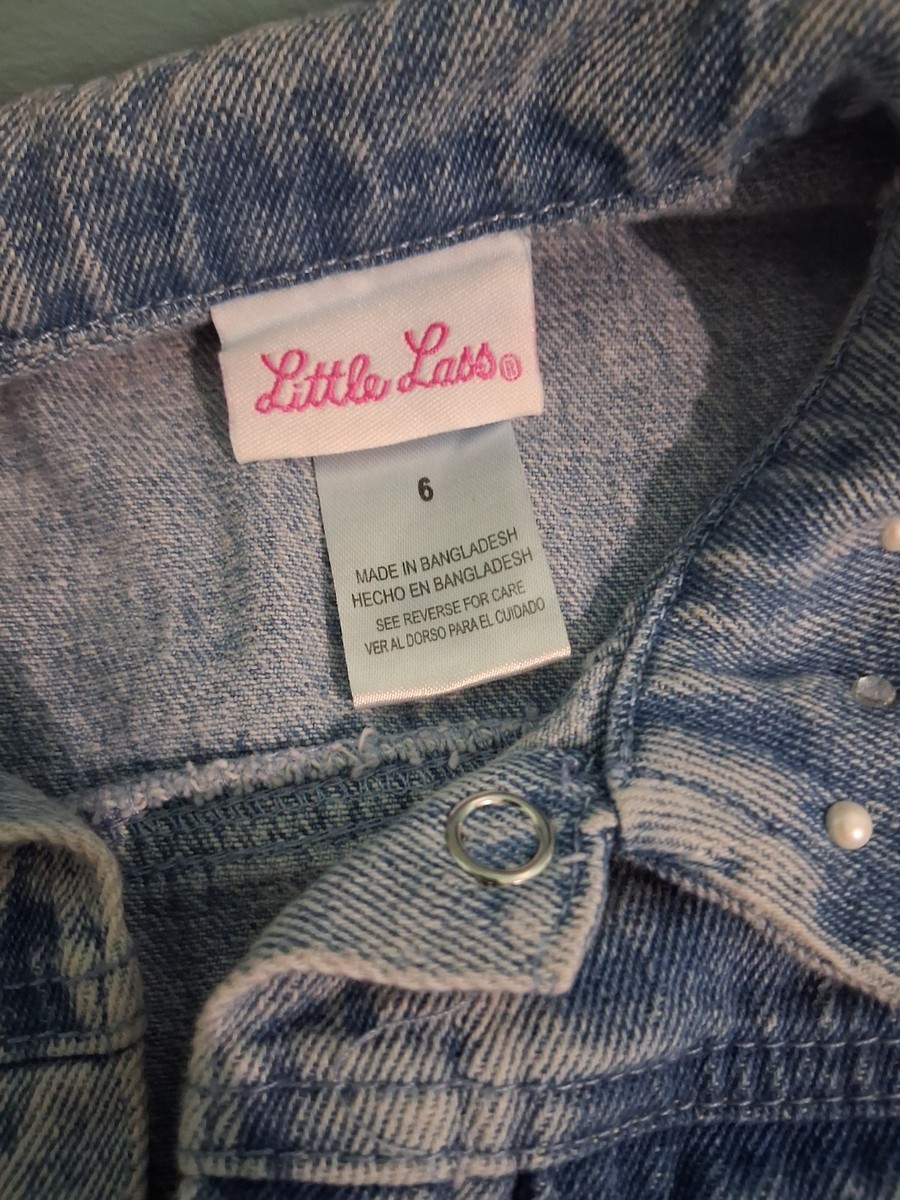 Little Lass®
6
MADE IN BANGLADESH
HECHO EN BANGLADESH
SEE REVERSE FOR CARE
VER AL DORSO PARA EL CUIDADO